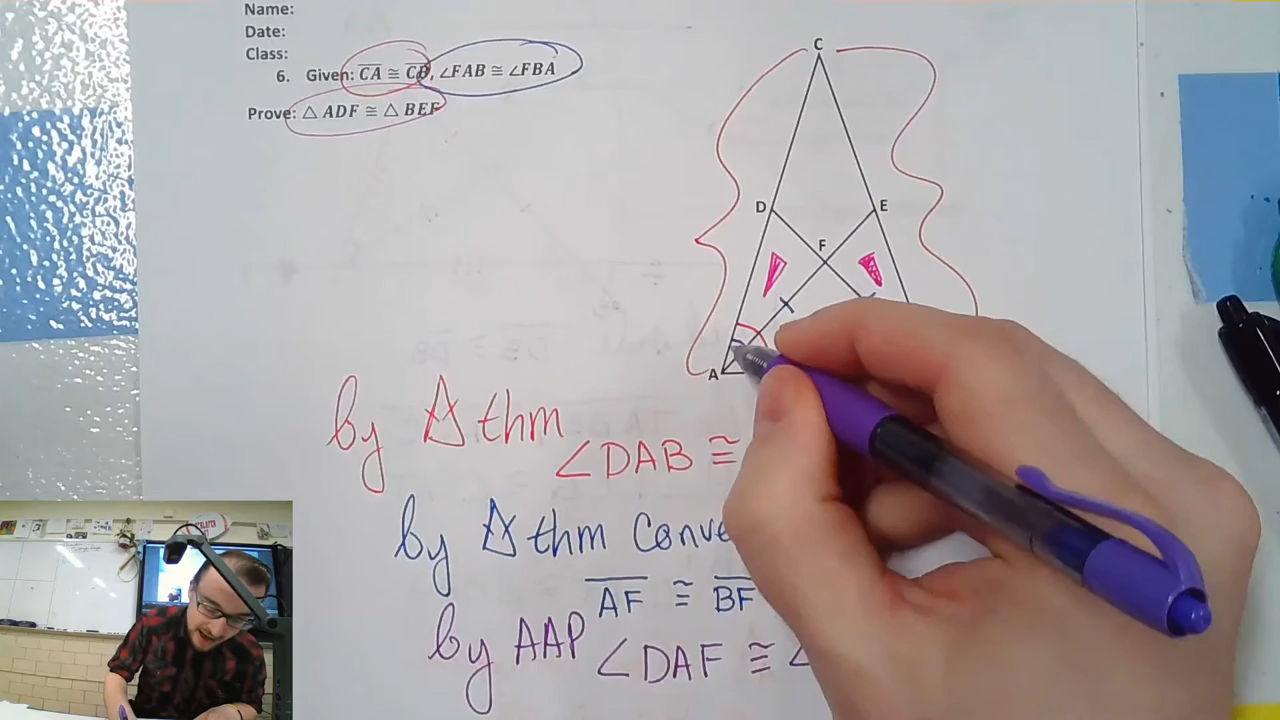 Name:
Date:
Class:
6. Given: CA ≅ CB, ∠FAB ≅ ∠FBA
Prove: △ ADF ≅ △ BEF
C
D
E
F
A
by △ thm
∠DAB ≅
by △ thm Conve
AF ≅ BF
by AAP ∠DAF ≅ ∠